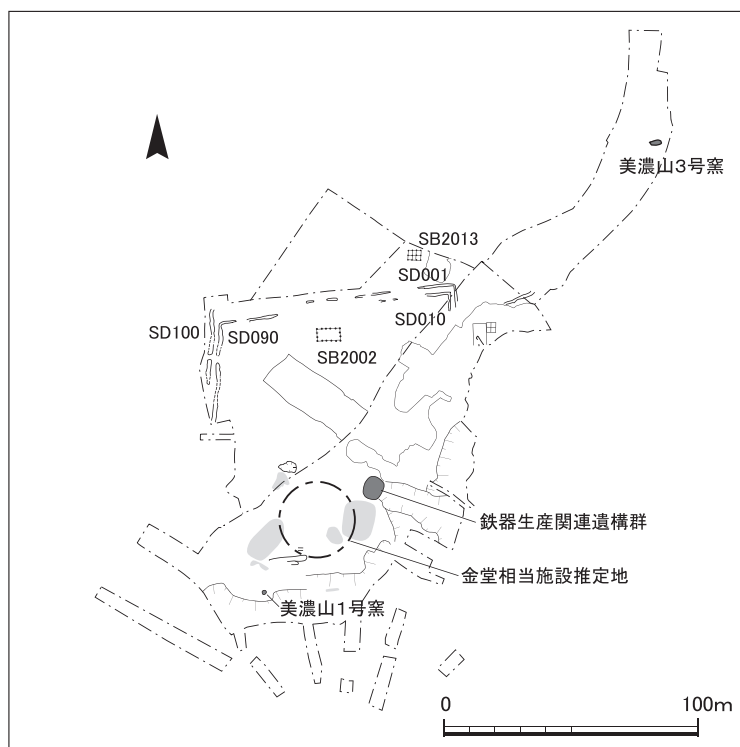 美濃山3号窯
SB2013
SD001
SD010
SD100
SD090
SB2002
鉄器生産関連遺構群
金堂相当施設推定地
美濃山1号窯
0
100m